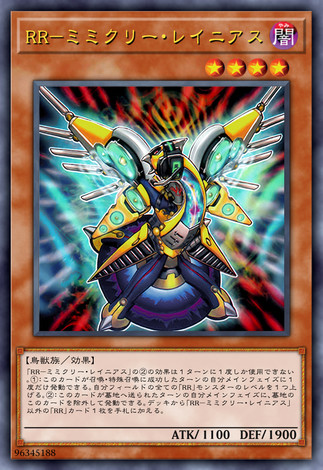 RR－ミミクリー・レイニアス
闇
やみ
【鳥獣族／効果】
「RR－ミミクリー・レイニアス」の②の効果は１ターンに１度しか使用できない
。①：このカードが召喚・特殊召喚に成功したターンの自分メインフェイズに１
度だけ発動できる。自分フィールドの全ての「RR」モンスターのレベルを１つ上
げる。②：このカードが墓地へ送られたターンの自分メインフェイズに、墓地の
このカードを除外して発動できる。デッキから「RR－ミミクリー・レイニアス」
以外の「RR」カード１枚を手札に加える。
ATK/1100 DEF/1900
96345188